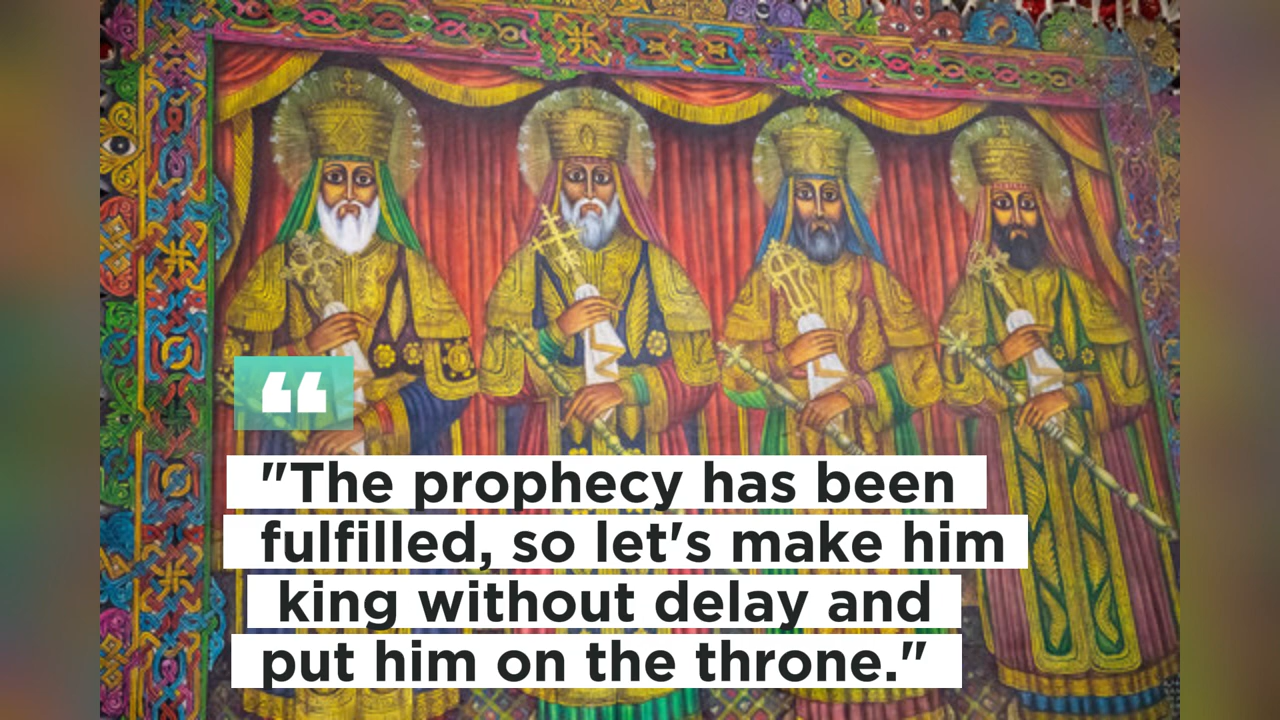 "The prophecy has been
fulfilled, so let's make him
king without delay and
put him on the throne."